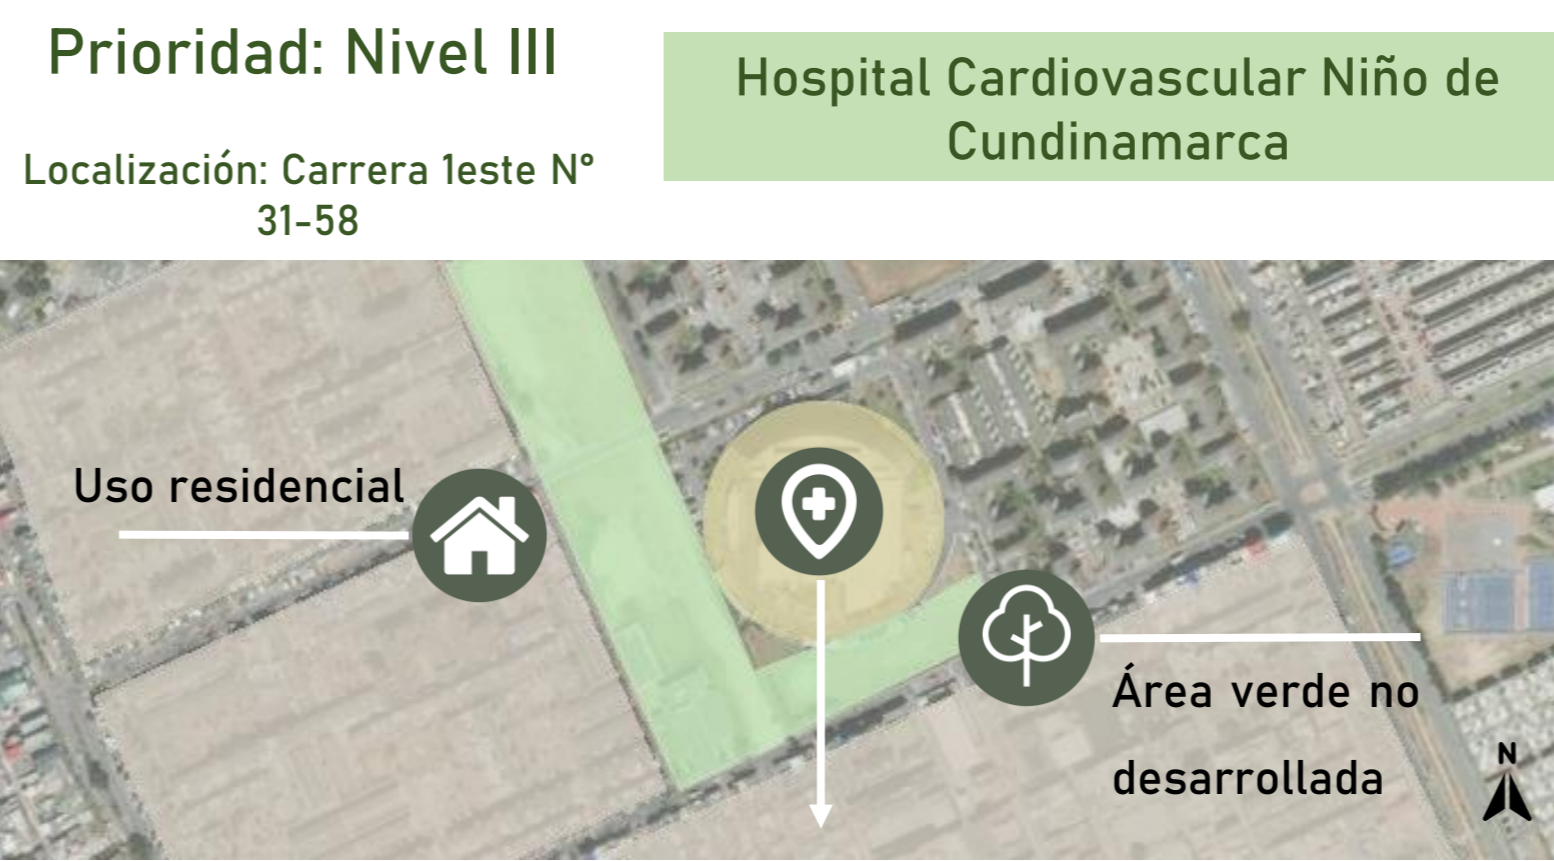 Prioridad: Nivel III
Hospital Cardiovascular Niño de
Cundinamarca
Localización: Carrera 1este N°
31-58
Uso residencial
Área verde no
desarrollada
N